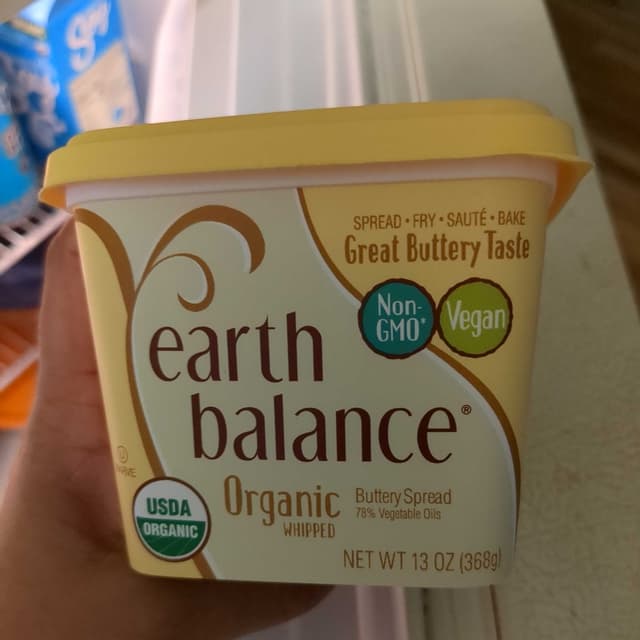 SPREAD • FRY • SAUTÉ • BAKE
Great Buttery Taste
Non-
GMO*
Vegan
earth
balance®
Organic
WHIPPED
Buttery Spread
78% Vegetable Oils
USDA
ORGANIC
NET WT 13 OZ (368g)